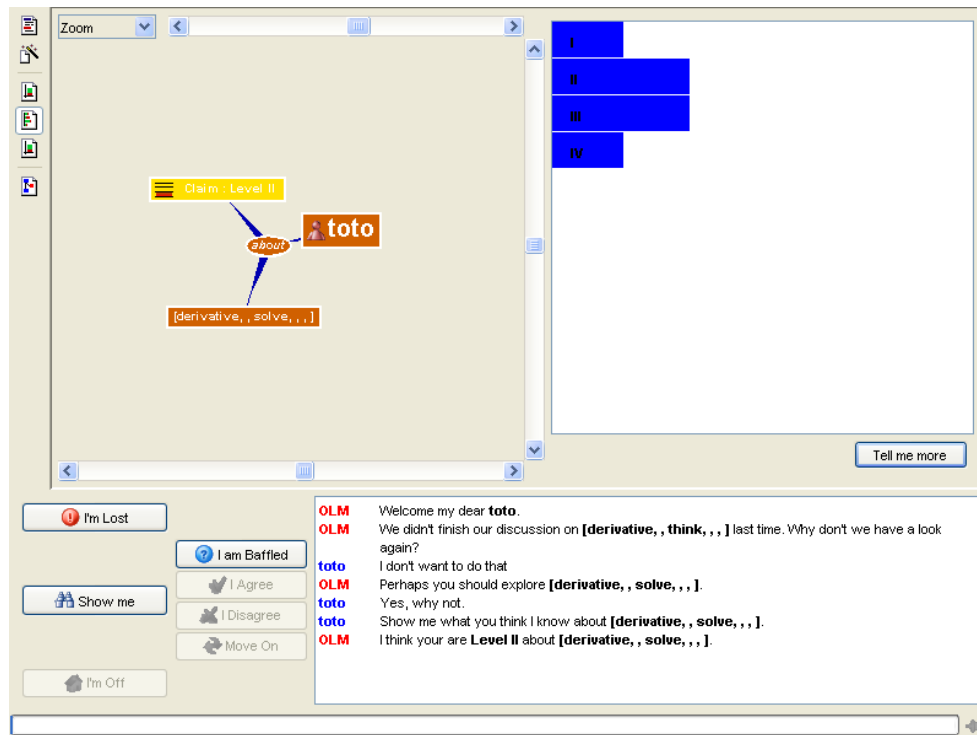 Zoom
Claim : Level II
toto
about
[derivative, , solve, , , ]
I
II
III
IV
Tell me more
I'm Lost
I am Baffled
I Agree
Show me
I Disagree
Move On
I'm Off
OLM Welcome my dear toto.
OLM We didn't finish our discussion on [derivative, , think, , , ] last time. Why don't we have a look
again?
toto I don't want to do that
OLM Perhaps you should explore [derivative, , solve, , , ].
toto Yes, why not.
toto Show me what you think I know about [derivative, , solve, , , ].
OLM I think your are Level II about [derivative, , solve, , , ].